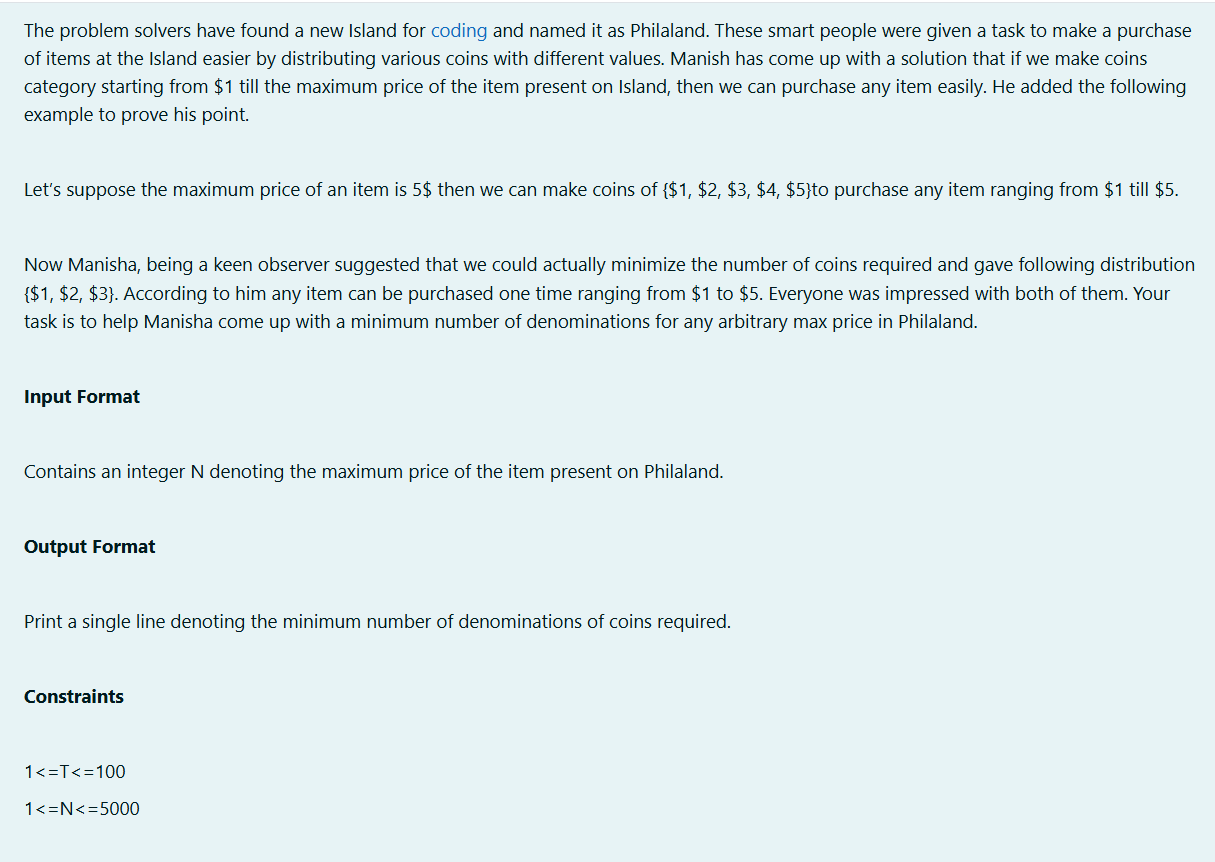 The problem solvers have found a new Island for coding and named it as Philaland. These smart people were given a task to make a purchase
of items at the Island easier by distributing various coins with different values. Manish has come up with a solution that if we make coins
category starting from $1 till the maximum price of the item present on Island, then we can purchase any item easily. He added the following
example to prove his point.
Let’s suppose the maximum price of an item is 5$ then we can make coins of {$1, $2, $3, $4, $5}to purchase any item ranging from $1 till $5.
Now Manisha, being a keen observer suggested that we could actually minimize the number of coins required and gave following distribution
{$1, $2, $3}. According to him any item can be purchased one time ranging from $1 to $5. Everyone was impressed with both of them. Your
task is to help Manisha come up with a minimum number of denominations for any arbitrary max price in Philaland.
Input Format
Contains an integer N denoting the maximum price of the item present on Philaland.
Output Format
Print a single line denoting the minimum number of denominations of coins required.
Constraints
1<=T<=100
1<=N<=5000